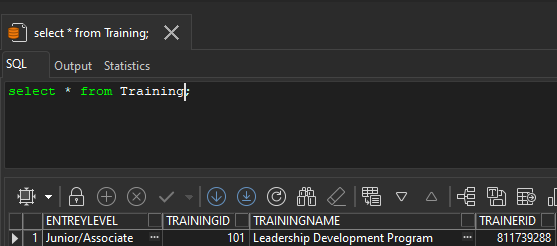 select * from Training;
SQL Output Statistics
select * from Training;
ENTREYLEVEL TRAININGID TRAININGNAME TRAINERID
1 Junior/Associate ... 101 Leadership Development Program 811739288